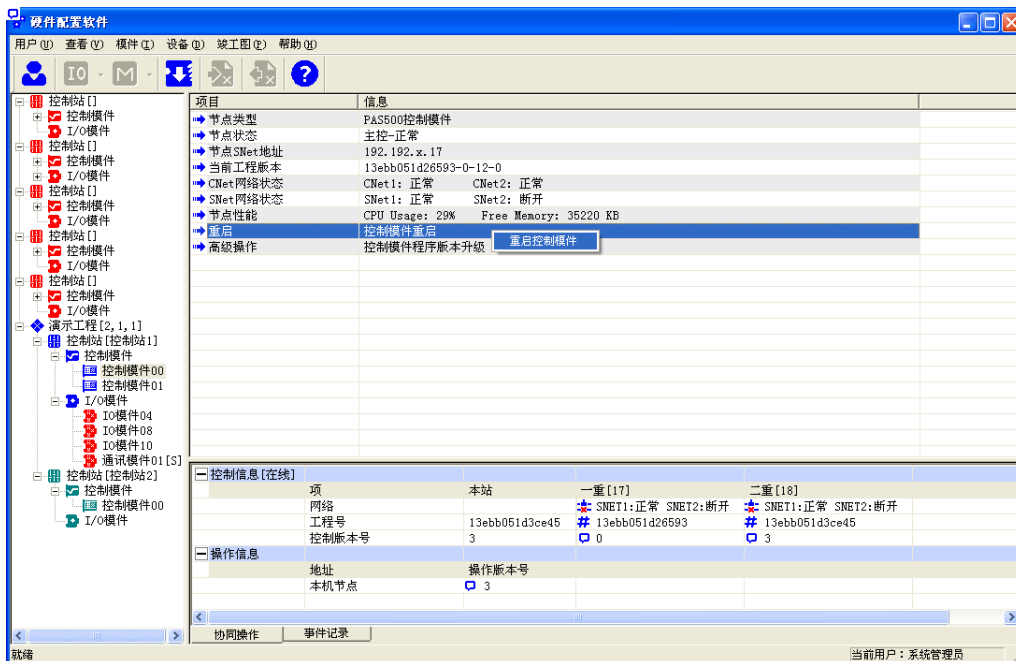 硬件配置软件
用户(U) 查看(V) 模件(I) 设备(D) 竣工图(P) 帮助(H)
IO M ?
控制站[]
控制模件
I/O模件
控制站[]
控制模件
I/O模件
控制站[]
控制模件
I/O模件
控制站[]
控制模件
I/O模件
控制站[]
控制模件
I/O模件
演示工程[2,1,1]
控制站[控制站1]
控制模件
控制模件00
控制模件01
I/O模件
IO模件04
IO模件08
IO模件10
通讯模件01[S]
控制站[控制站2]
控制模件
控制模件00
I/O模件
项目 信息
节点类型 PAS500控制模件
节点状态 主控-正常
节点SNet地址 192.192.x.17
当前工程版本 13ebb051d26593-0-12-0
CNet网络状态 CNet1: 正常 CNet2: 正常
SNet网络状态 SNet1: 正常 SNet2: 断开
节点性能 CPU Usage: 29% Free Memory: 35220 KB
重启 控制模件重启
重启控制模件
高级操作 控制模件程序版本升级
控制信息[在线]
项 本站 一重[17] 二重[18]
网络 SNET1:正常 SNET2:断开 SNET1:正常 SNET2:断开
工程号 13ebb051d3ce45 13ebb051d26593 13ebb051d3ce45
控制版本号 3 0 3
操作信息
地址 操作版本号
本机节点 3
协同操作 事件记录
就绪 当前用户：系统管理员